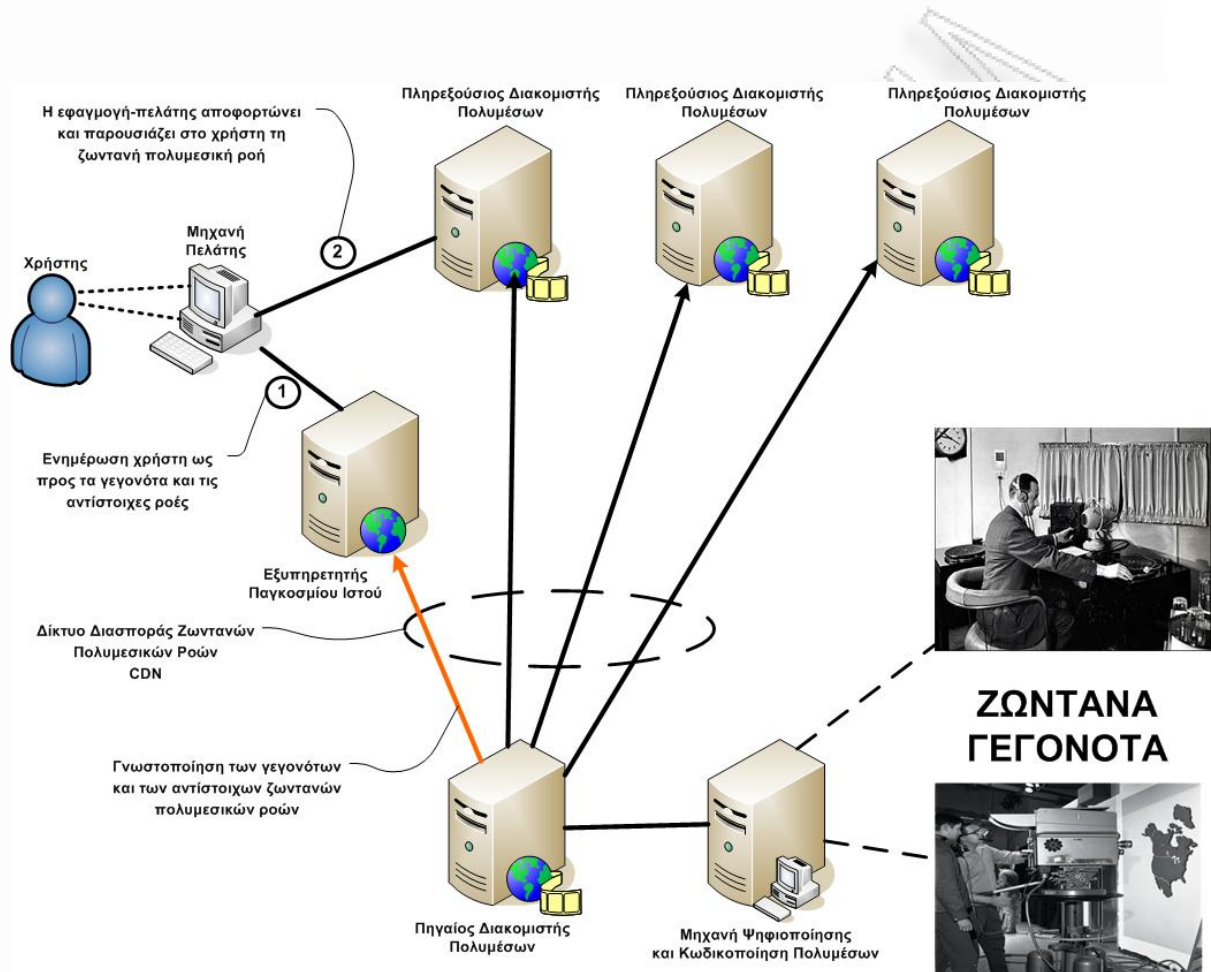 Η εφαγμογή-πελάτης αποφορτώνει
και παρουσιάζει στο χρήστη τη
ζωντανή πολυμεσική ροή
Πληρεξούσιος Διακομιστής
Πολυμέσων
Πληρεξούσιος Διακομιστής
Πολυμέσων
Πληρεξούσιος Διακομιστής
Πολυμέσων
Μηχανή
Πελάτης
Χρήστης
2
1
Ενημέρωση χρήστη ως
προς τα γεγονότα και τις
αντίστοιχες ροές
Εξυπηρετητής
Παγκοσμίου Ιστού
Δίκτυο Διασποράς Ζωντανών
Πολυμεσικών Ροών
CDN
ΖΩΝΤΑΝΑ
ΓΕΓΟΝΟΤΑ
Γνωστοποίηση των γεγονότων
και των αντίστοιχων ζωντανών
πολυμεσικών ροών
Πηγαίος Διακομιστής
Πολυμέσων
Μηχανή Ψηφιοποίησης
και Κωδικοποίηση Πολυμέσων